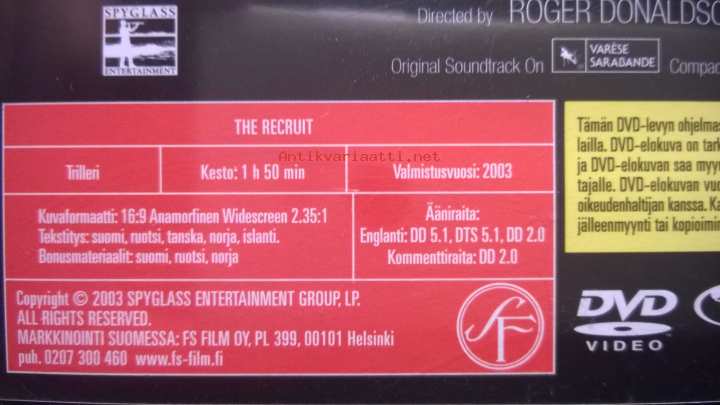 SPYGLASS
ENTERTAINMENT
Directed by ROGER DONALDSO
Original Soundtrack On VARÈSE SARABANDE Compac
THE RECRUIT
Antikvariaatti.net
Trilleri
Kesto: 1 h 50 min
Valmistusvuosi: 2003
Kuvaformaatti: 16:9 Anamorfinen Widescreen 2.35:1
Tekstitys: suomi, ruotsi, tanska, norja, islanti.
Bonusmateriaalit: suomi, ruotsi, norja
Ääniraita:
Englanti: DD 5.1, DTS 5.1, DD 2.0
Kommenttiraita: DD 2.0
Copyright © 2003 SPYGLASS ENTERTAINMENT GROUP, LP.
ALL RIGHTS RESERVED.
MARKKINOINTI SUOMESSA: FS FILM OY, PL 399, 00101 Helsinki
puh. 0207 300 460 www.fs-film.fi
SF
Tämän DVD-levyn ohjelmas
lailla. DVD-elokuva on tark
ja DVD-elokuvan saa myyn
tajalle. DVD-elokuvan vuo
oikeudenhaltijan kanssa. Ka
jälleenmyynti tai kopioimin
DVD
VIDEO